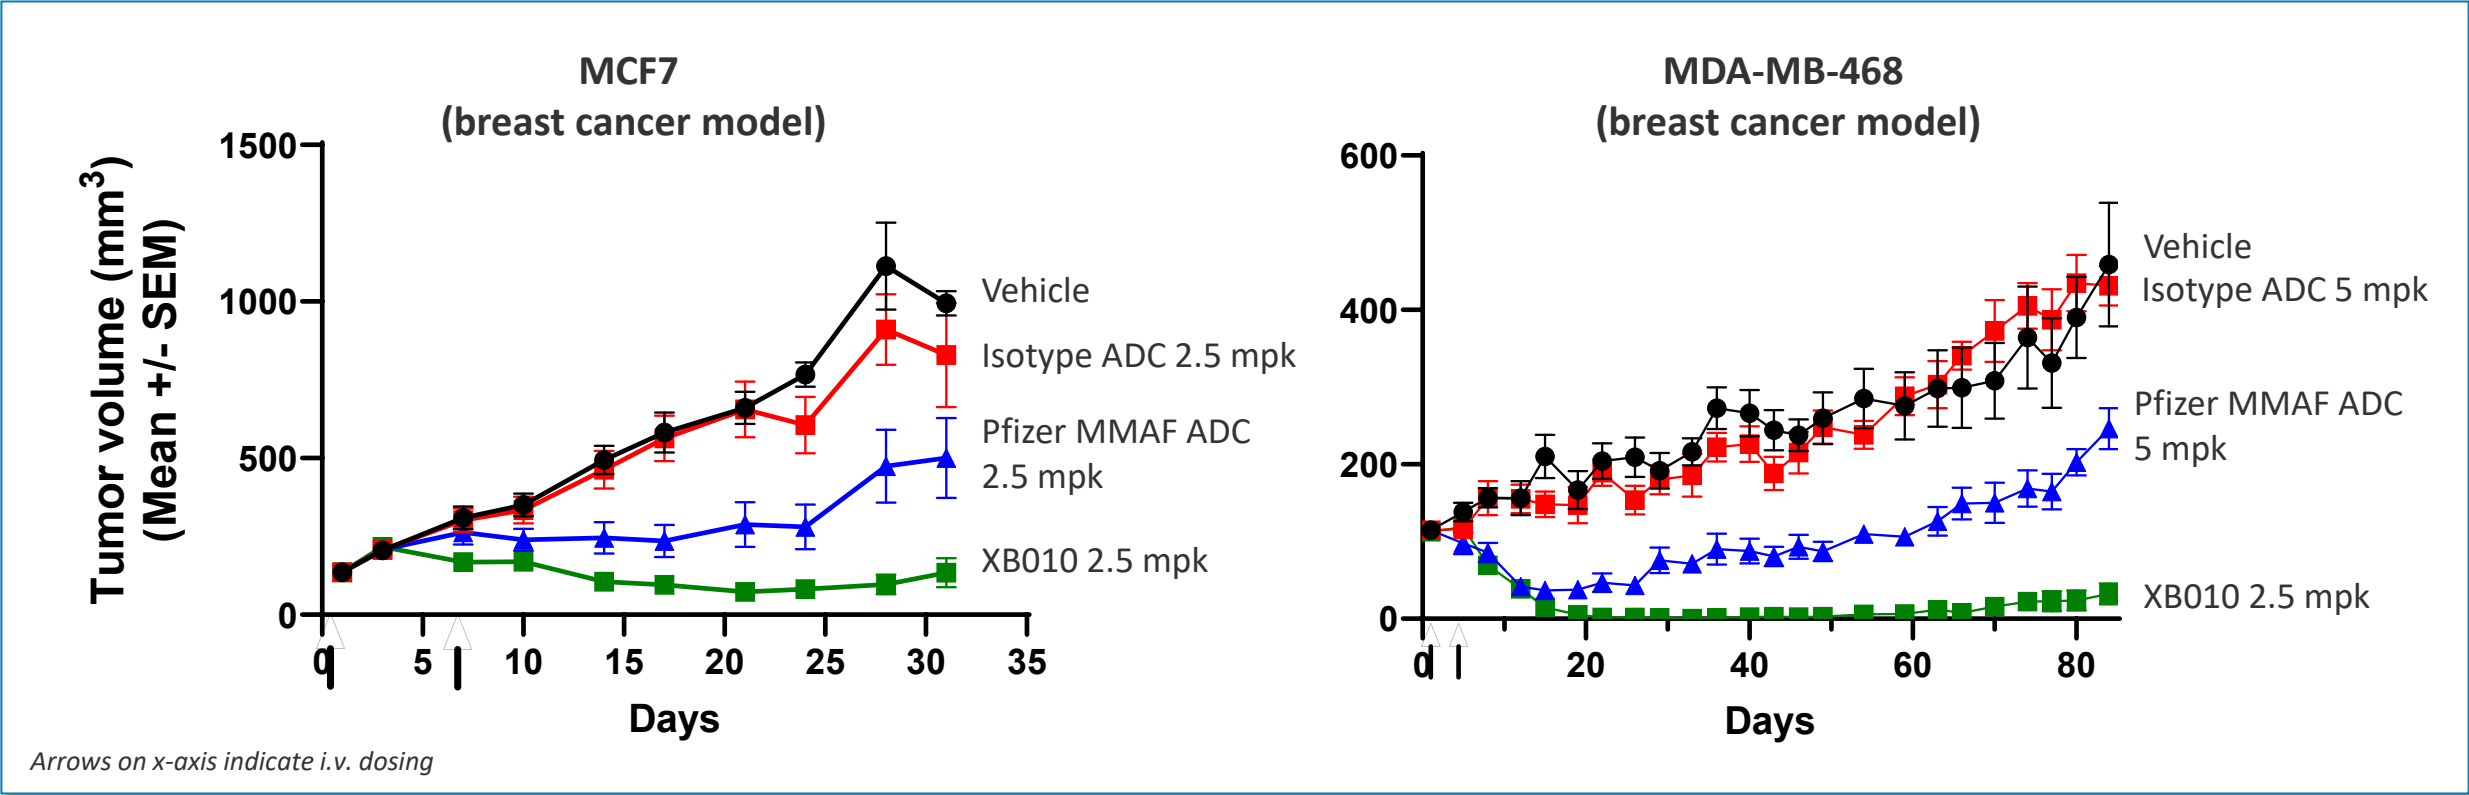 MCF7
(breast cancer model)
1500
1000
500
0
Tumor volume (mm³)
(Mean +/- SEM)
Vehicle
Isotype ADC 2.5 mpk
Pfizer MMAF ADC
2.5 mpk
XB010 2.5 mpk
0 5 10 15 20 25 30 35
Days
Arrows on x-axis indicate i.v. dosing
MDA-MB-468
(breast cancer model)
600
400
200
0
Vehicle
Isotype ADC 5 mpk
Pfizer MMAF ADC
5 mpk
XB010 2.5 mpk
0 20 40 60 80
Days